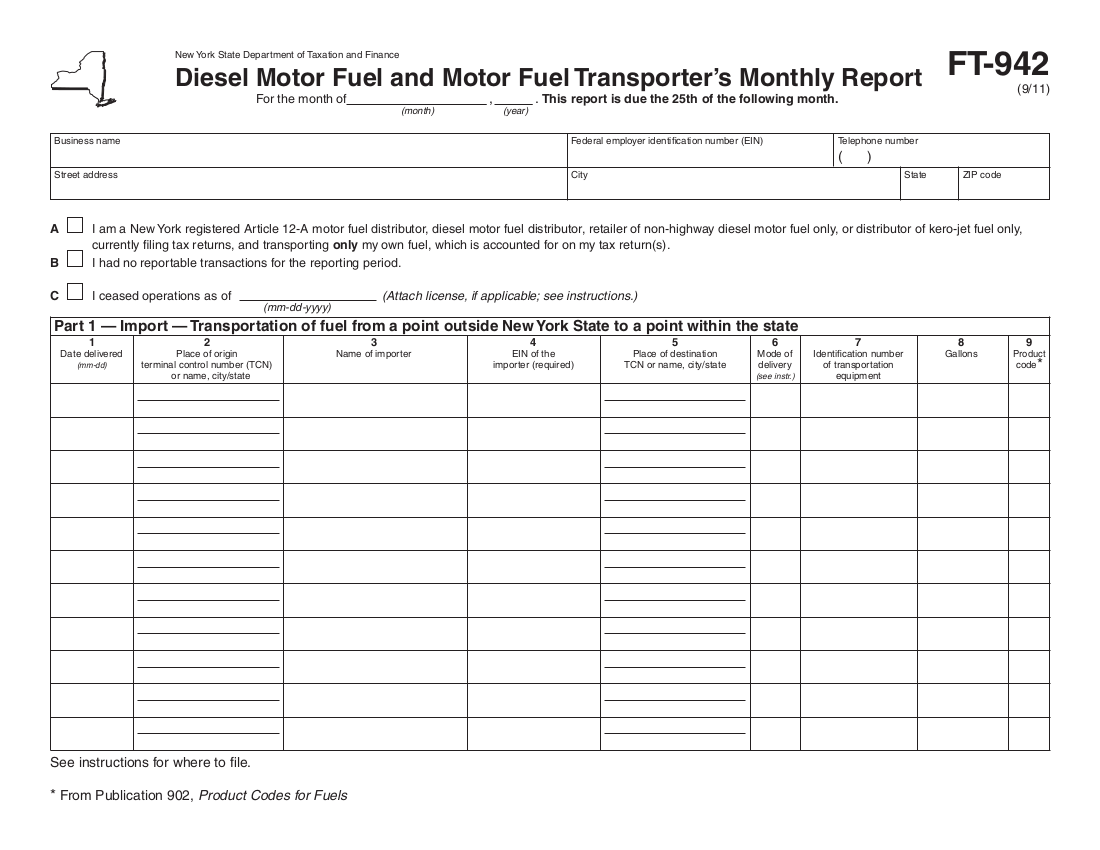 New York State Department of Taxation and Finance
Diesel Motor Fuel and Motor Fuel Transporter's Monthly Report
FT-942
(9/11)
For the month of ______ , ______ . This report is due the 25th of the following month.
(month) (year)
Business name
Federal employer identification number (EIN)
Telephone number
( )
Street address
City
State
ZIP code
A I am a New York registered Article 12-A motor fuel distributor, diesel motor fuel distributor, retailer of non-highway diesel motor fuel only, or distributor of kero-jet fuel only,
currently filing tax returns, and transporting only my own fuel, which is accounted for on my tax return(s).
B I had no reportable transactions for the reporting period.
C I ceased operations as of ______ (Attach license, if applicable; see instructions.)
(mm-dd-yyyy)
Part 1 — Import — Transportation of fuel from a point outside New York State to a point within the state
1
Date delivered
(mm-dd)
2
Place of origin
terminal control number (TCN)
or name, city/state
3
Name of importer
4
EIN of the
importer (required)
5
Place of destination
TCN or name, city/state
6
Mode of
delivery
(see instr.)
7
Identification number
of transportation
equipment
8
Gallons
9
Product
code*
See instructions for where to file.
* From Publication 902, Product Codes for Fuels